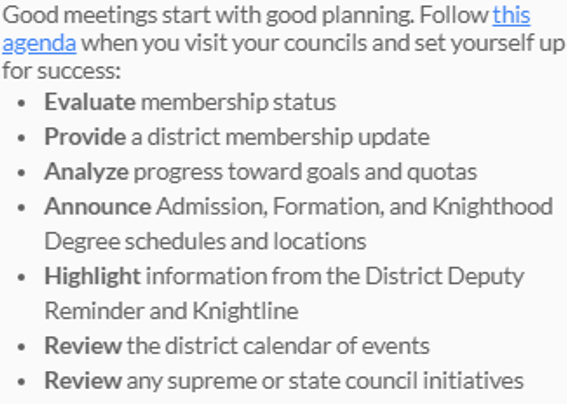 Good meetings start with good planning. Follow this
agenda when you visit your councils and set yourself up
for success:
• Evaluate membership status
• Provide a district membership update
• Analyze progress toward goals and quotas
• Announce Admission, Formation, and Knighthood
Degree schedules and locations
• Highlight information from the District Deputy
Reminder and Knightline
• Review the district calendar of events
• Review any supreme or state council initiatives